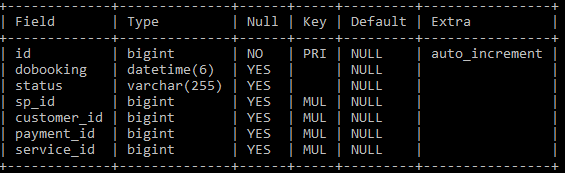 +-------------+--------------+------+-----+---------+----------------+
| Field       | Type         | Null | Key | Default | Extra          |
+-------------+--------------+------+-----+---------+----------------+
| id          | bigint       | NO   | PRI | NULL    | auto_increment |
| dobooking   | datetime(6)  | YES  |     | NULL    |                |
| status      | varchar(255) | YES  |     | NULL    |                |
| sp_id       | bigint       | YES  | MUL | NULL    |                |
| customer_id | bigint       | YES  | MUL | NULL    |                |
| payment_id  | bigint       | YES  | MUL | NULL    |                |
| service_id  | bigint       | YES  | MUL | NULL    |                |
+-------------+--------------+------+-----+---------+----------------+